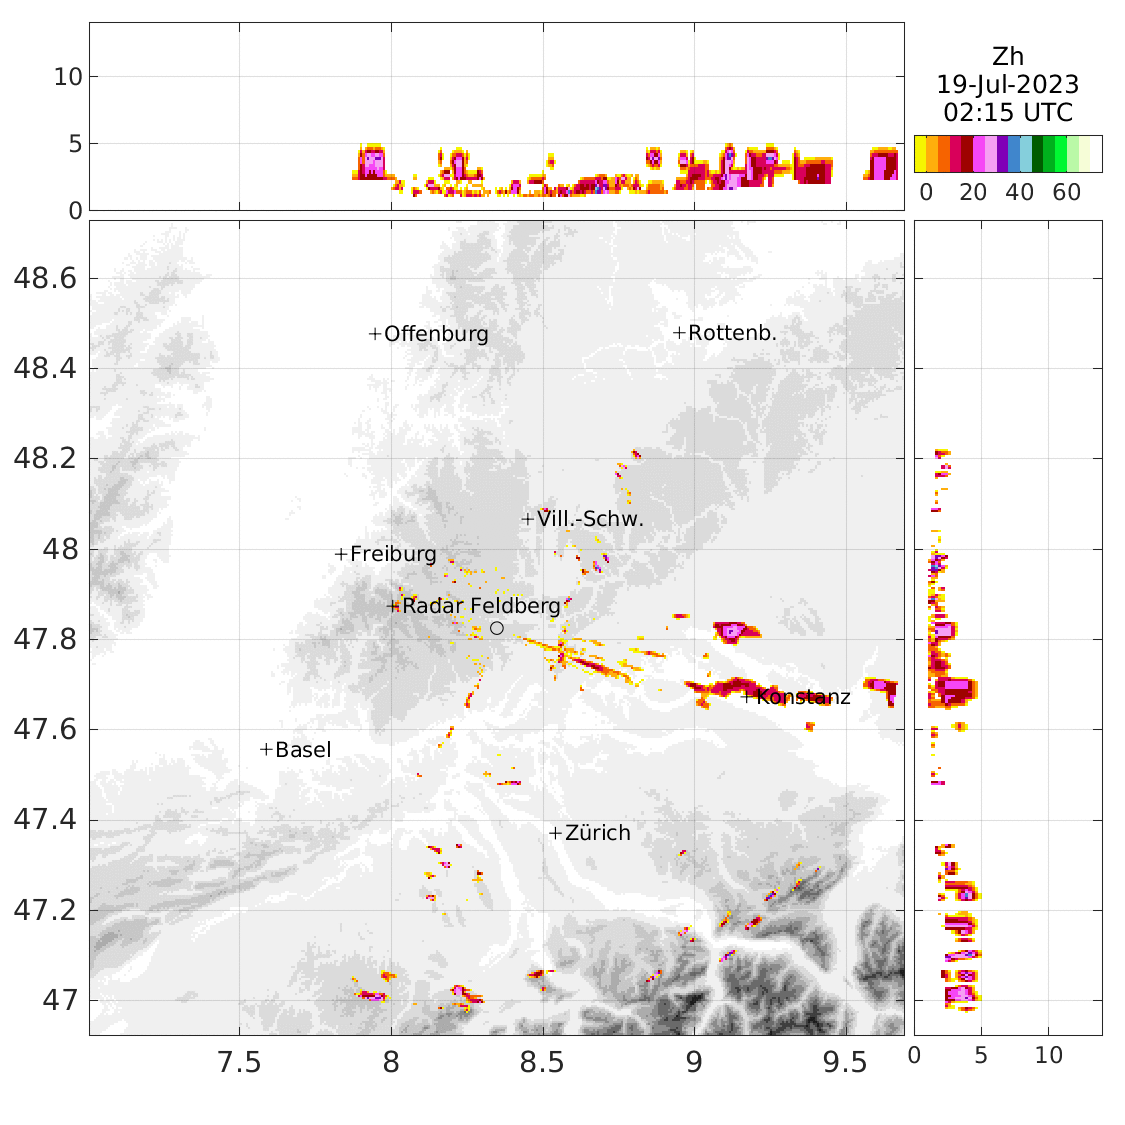 Zh
19-Jul-2023
02:15 UTC
10
5
0
0 20 40 60
48.6
48.4
48.2
48
47.8
47.6
47.4
47.2
47
+Offenburg
+Rottenb.
+Vill.-Schw.
+Freiburg
+Radar Feldberg
+Konstanz
+Basel
+Zürich
7.5 8 8.5 9 9.5
0 5 10